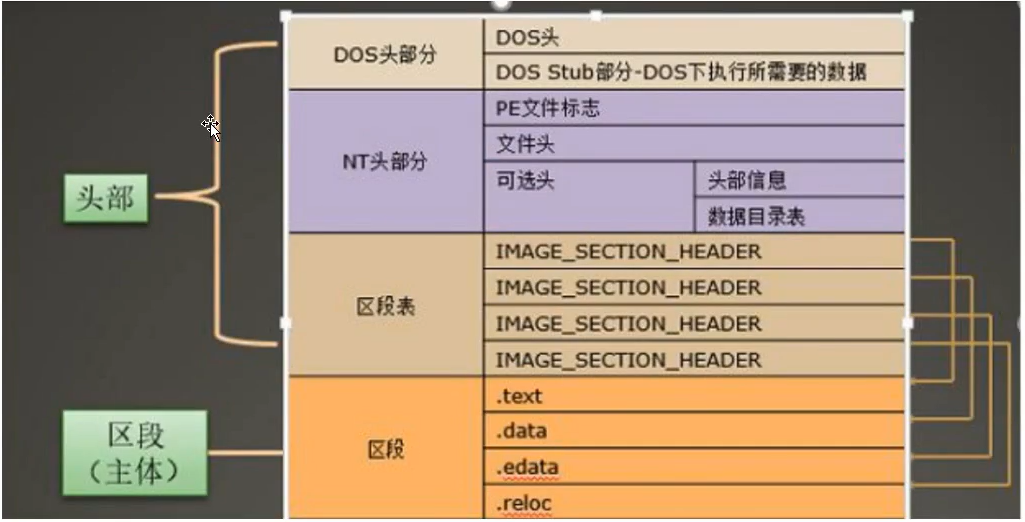 头部
DOS头部分
DOS头
DOS Stub部分-DOS下执行所需要的数据
NT头部分
PE文件标志
文件头
可选头
头部信息
数据目录表
区段表
IMAGE_SECTION_HEADER
IMAGE_SECTION_HEADER
IMAGE_SECTION_HEADER
IMAGE_SECTION_HEADER
区段
（主体）
区段
.text
.data
.edata
.reloc